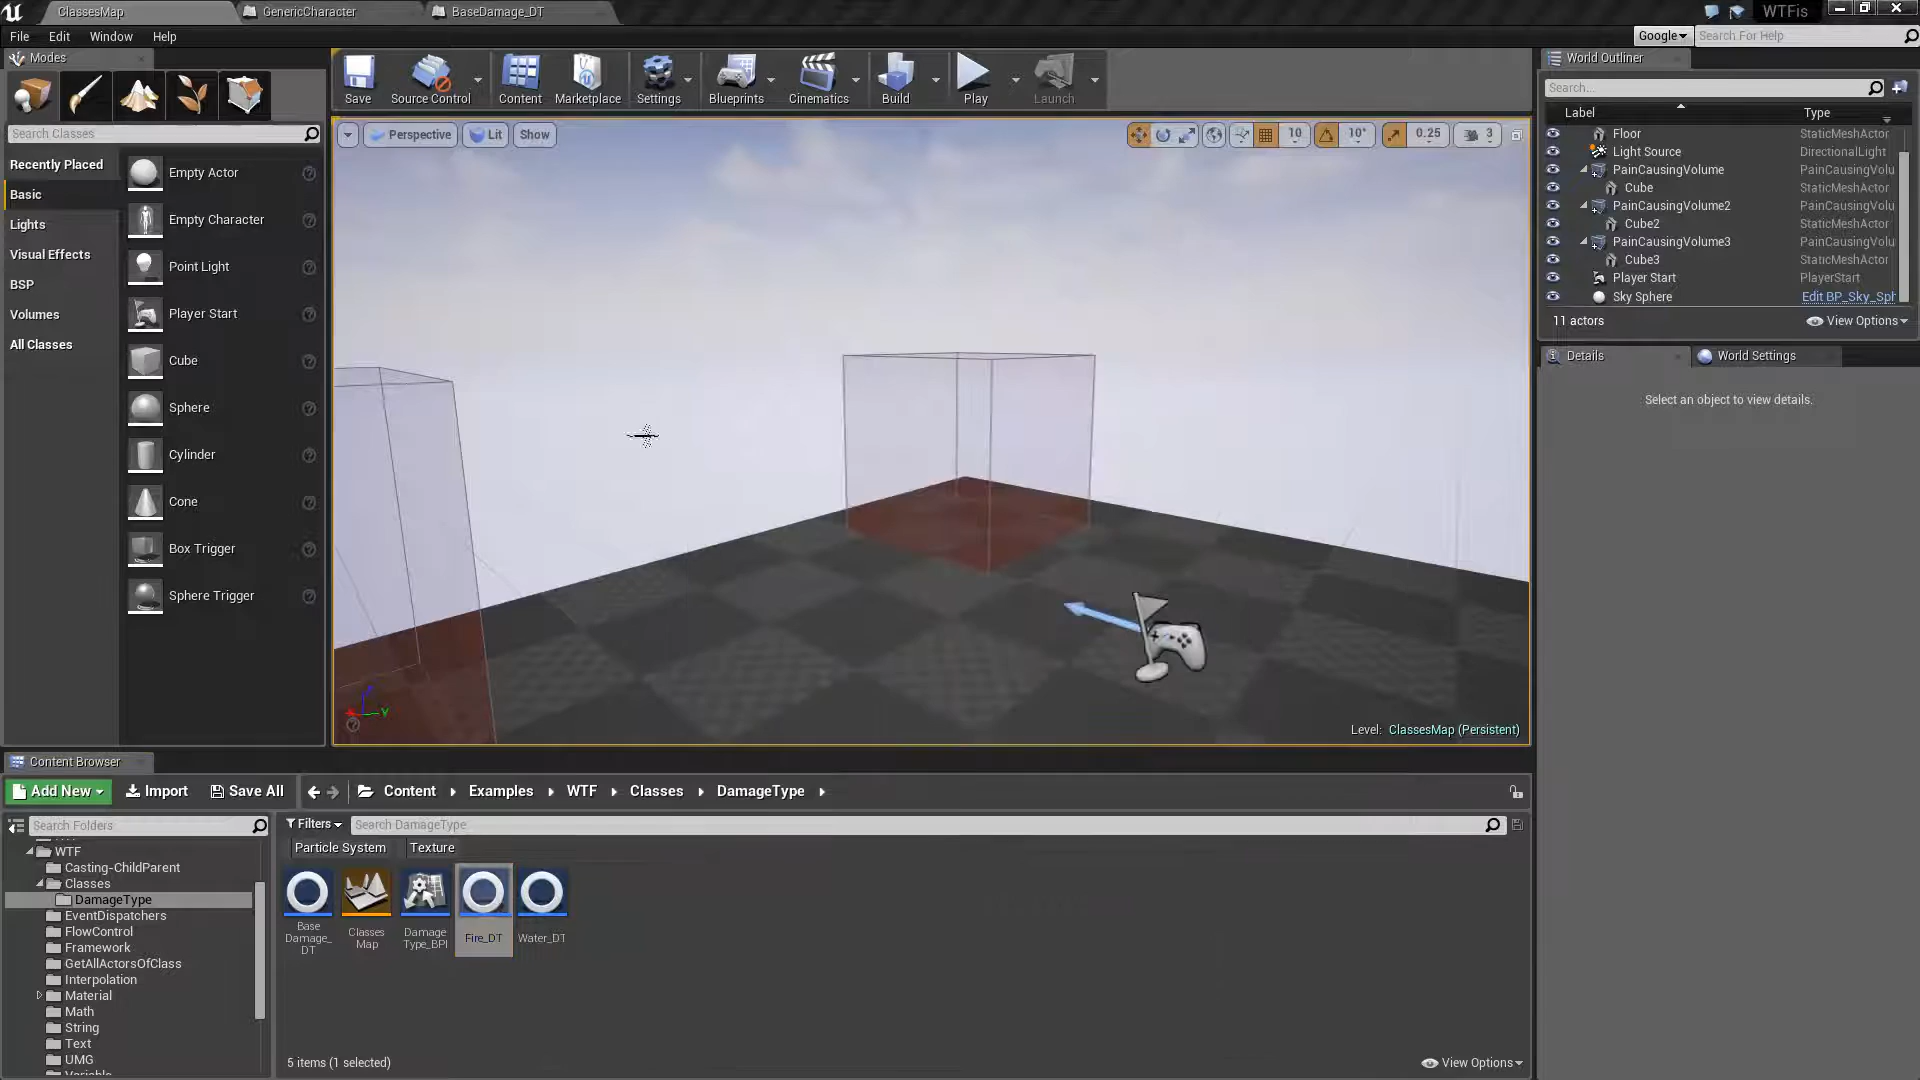 ClassesMap
GenericCharacter
BaseDamage_DT
WTFis
File
Edit
Window
Help
Google
Search For Help
Modes
Search Classes
Recently Placed
Basic
Lights
Visual Effects
BSP
Volumes
All Classes
Empty Actor
Empty Character
Point Light
Player Start
Cube
Sphere
Cylinder
Cone
Box Trigger
Sphere Trigger
Save
Source Control
Content
Marketplace
Settings
Blueprints
Cinematics
Build
Play
Launch
Perspective
Lit
Show
10
10°
0.25
3
Level: ClassesMap (Persistent)
World Outliner
Search...
Label Type
Floor StaticMeshActor
Light Source DirectionalLight
PainCausingVolume PainCausingVolu
Cube StaticMeshActor
PainCausingVolume2 PainCausingVolu
Cube2 StaticMeshActor
PainCausingVolume3 PainCausingVolu
Cube3 StaticMeshActor
Player Start PlayerStart
Sky Sphere Edit BP_Sky_Sph
11 actors
View Options
Details
World Settings
Select an object to view details.
Content Browser
Add New
Import
Save All
Content
Examples
WTF
Classes
DamageType
Search Folders
WTF
Casting-ChildParent
Classes
DamageType
EventDispatchers
FlowControl
Framework
GetAllActorsOfClass
Interpolation
Material
Math
String
Text
UMG
Filters
Search DamageType
Particle System
Texture
Base
Damage_
DT
Classes
Map
Damage
Type_BPI
Fire_DT
Water_DT
5 items (1 selected)
View Options